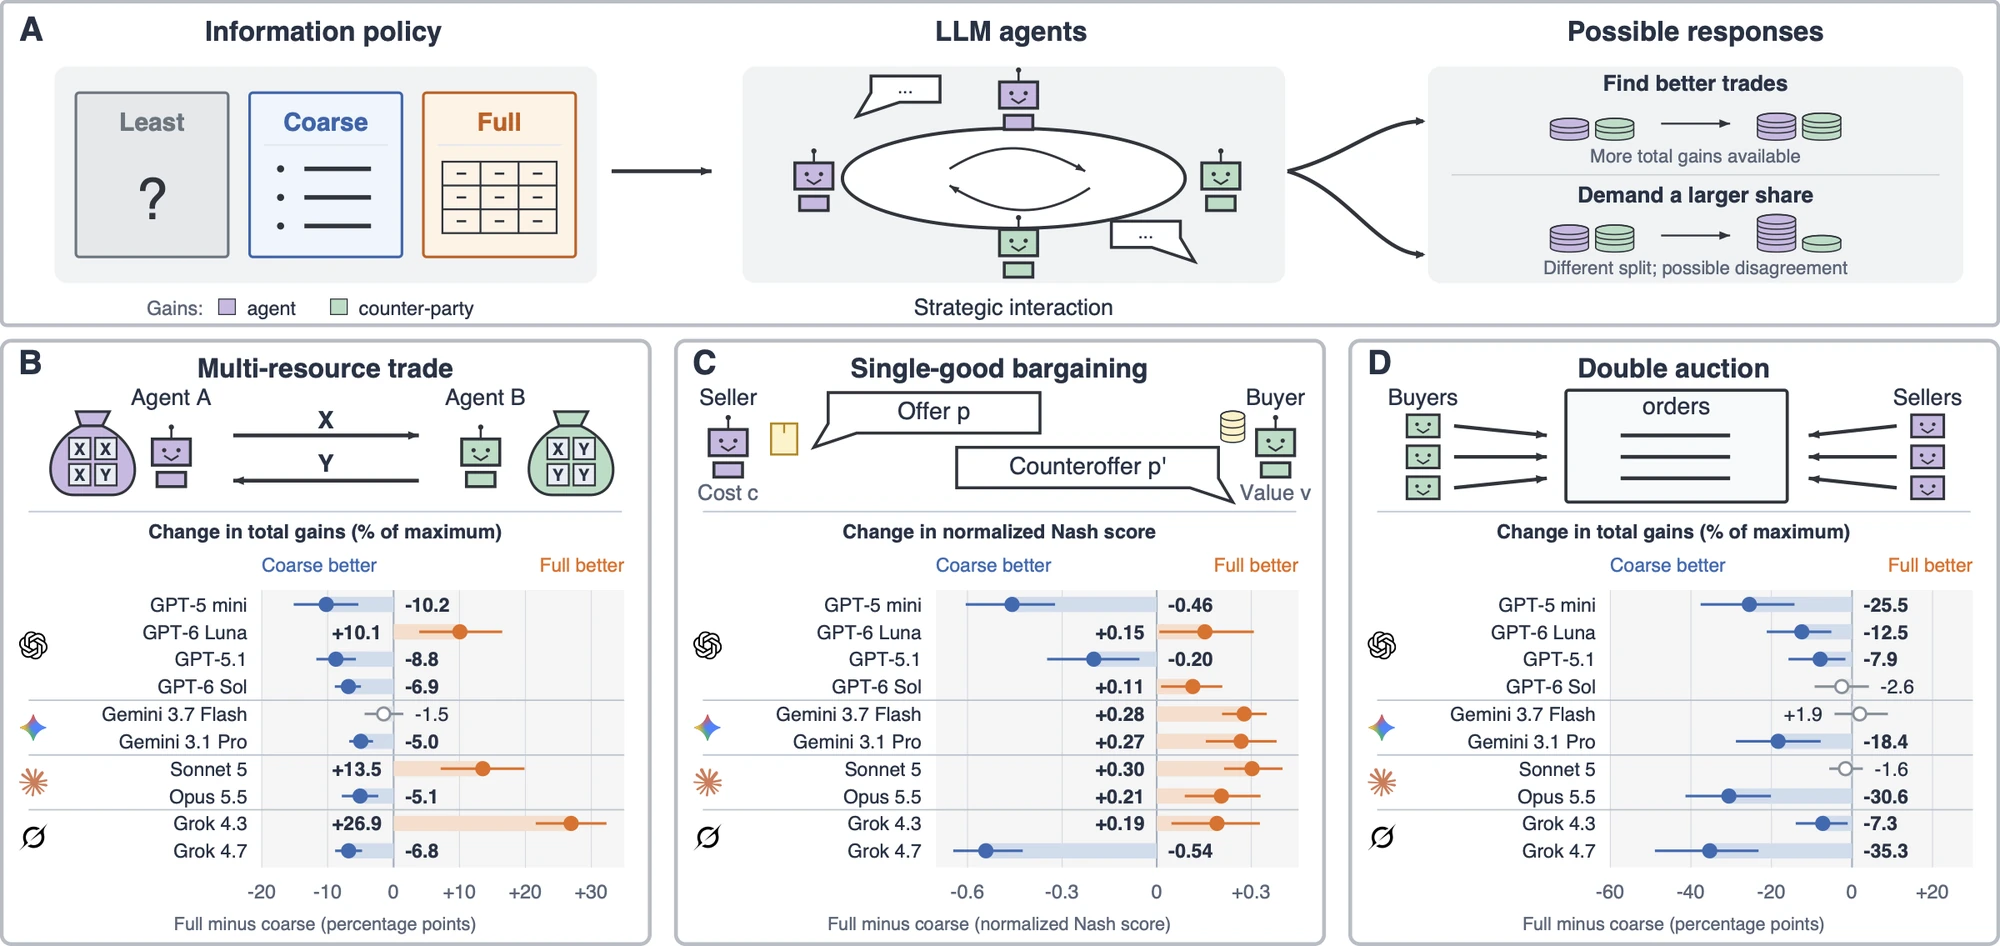 A
Information policy
LLM agents
Possible responses
Least
Coarse
Full
?
...
...
Find better trades
More total gains available
Demand a larger share
Different split; possible disagreement
Gains: agent counter-party
Strategic interaction
B
Multi-resource trade
Agent A
Agent B
X
Y
X X
X Y
X Y
Y Y
Change in total gains (% of maximum)
Coarse better Full better
GPT-5 mini -10.2
GPT-6 Luna +10.1
GPT-5.1 -8.8
GPT-6 Sol -6.9
Gemini 3.7 Flash -1.5
Gemini 3.1 Pro -5.0
Sonnet 5 +13.5
Opus 5.5 -5.1
Grok 4.3 +26.9
Grok 4.7 -6.8
-20 -10 0 +10 +20 +30
Full minus coarse (percentage points)
C
Single-good bargaining
Seller
Buyer
Offer p
Counteroffer p'
Cost c
Value v
Change in normalized Nash score
Coarse better Full better
GPT-5 mini -0.46
GPT-6 Luna +0.15
GPT-5.1 -0.20
GPT-6 Sol +0.11
Gemini 3.7 Flash +0.28
Gemini 3.1 Pro +0.27
Sonnet 5 +0.30
Opus 5.5 +0.21
Grok 4.3 +0.19
Grok 4.7 -0.54
-0.6 -0.3 0 +0.3
Full minus coarse (normalized Nash score)
D
Double auction
Buyers
orders
Sellers
Change in total gains (% of maximum)
Coarse better Full better
GPT-5 mini -25.5
GPT-6 Luna -12.5
GPT-5.1 -7.9
GPT-6 Sol -2.6
Gemini 3.7 Flash +1.9
Gemini 3.1 Pro -18.4
Sonnet 5 -1.6
Opus 5.5 -30.6
Grok 4.3 -7.3
Grok 4.7 -35.3
-60 -40 -20 0 +20
Full minus coarse (percentage points)